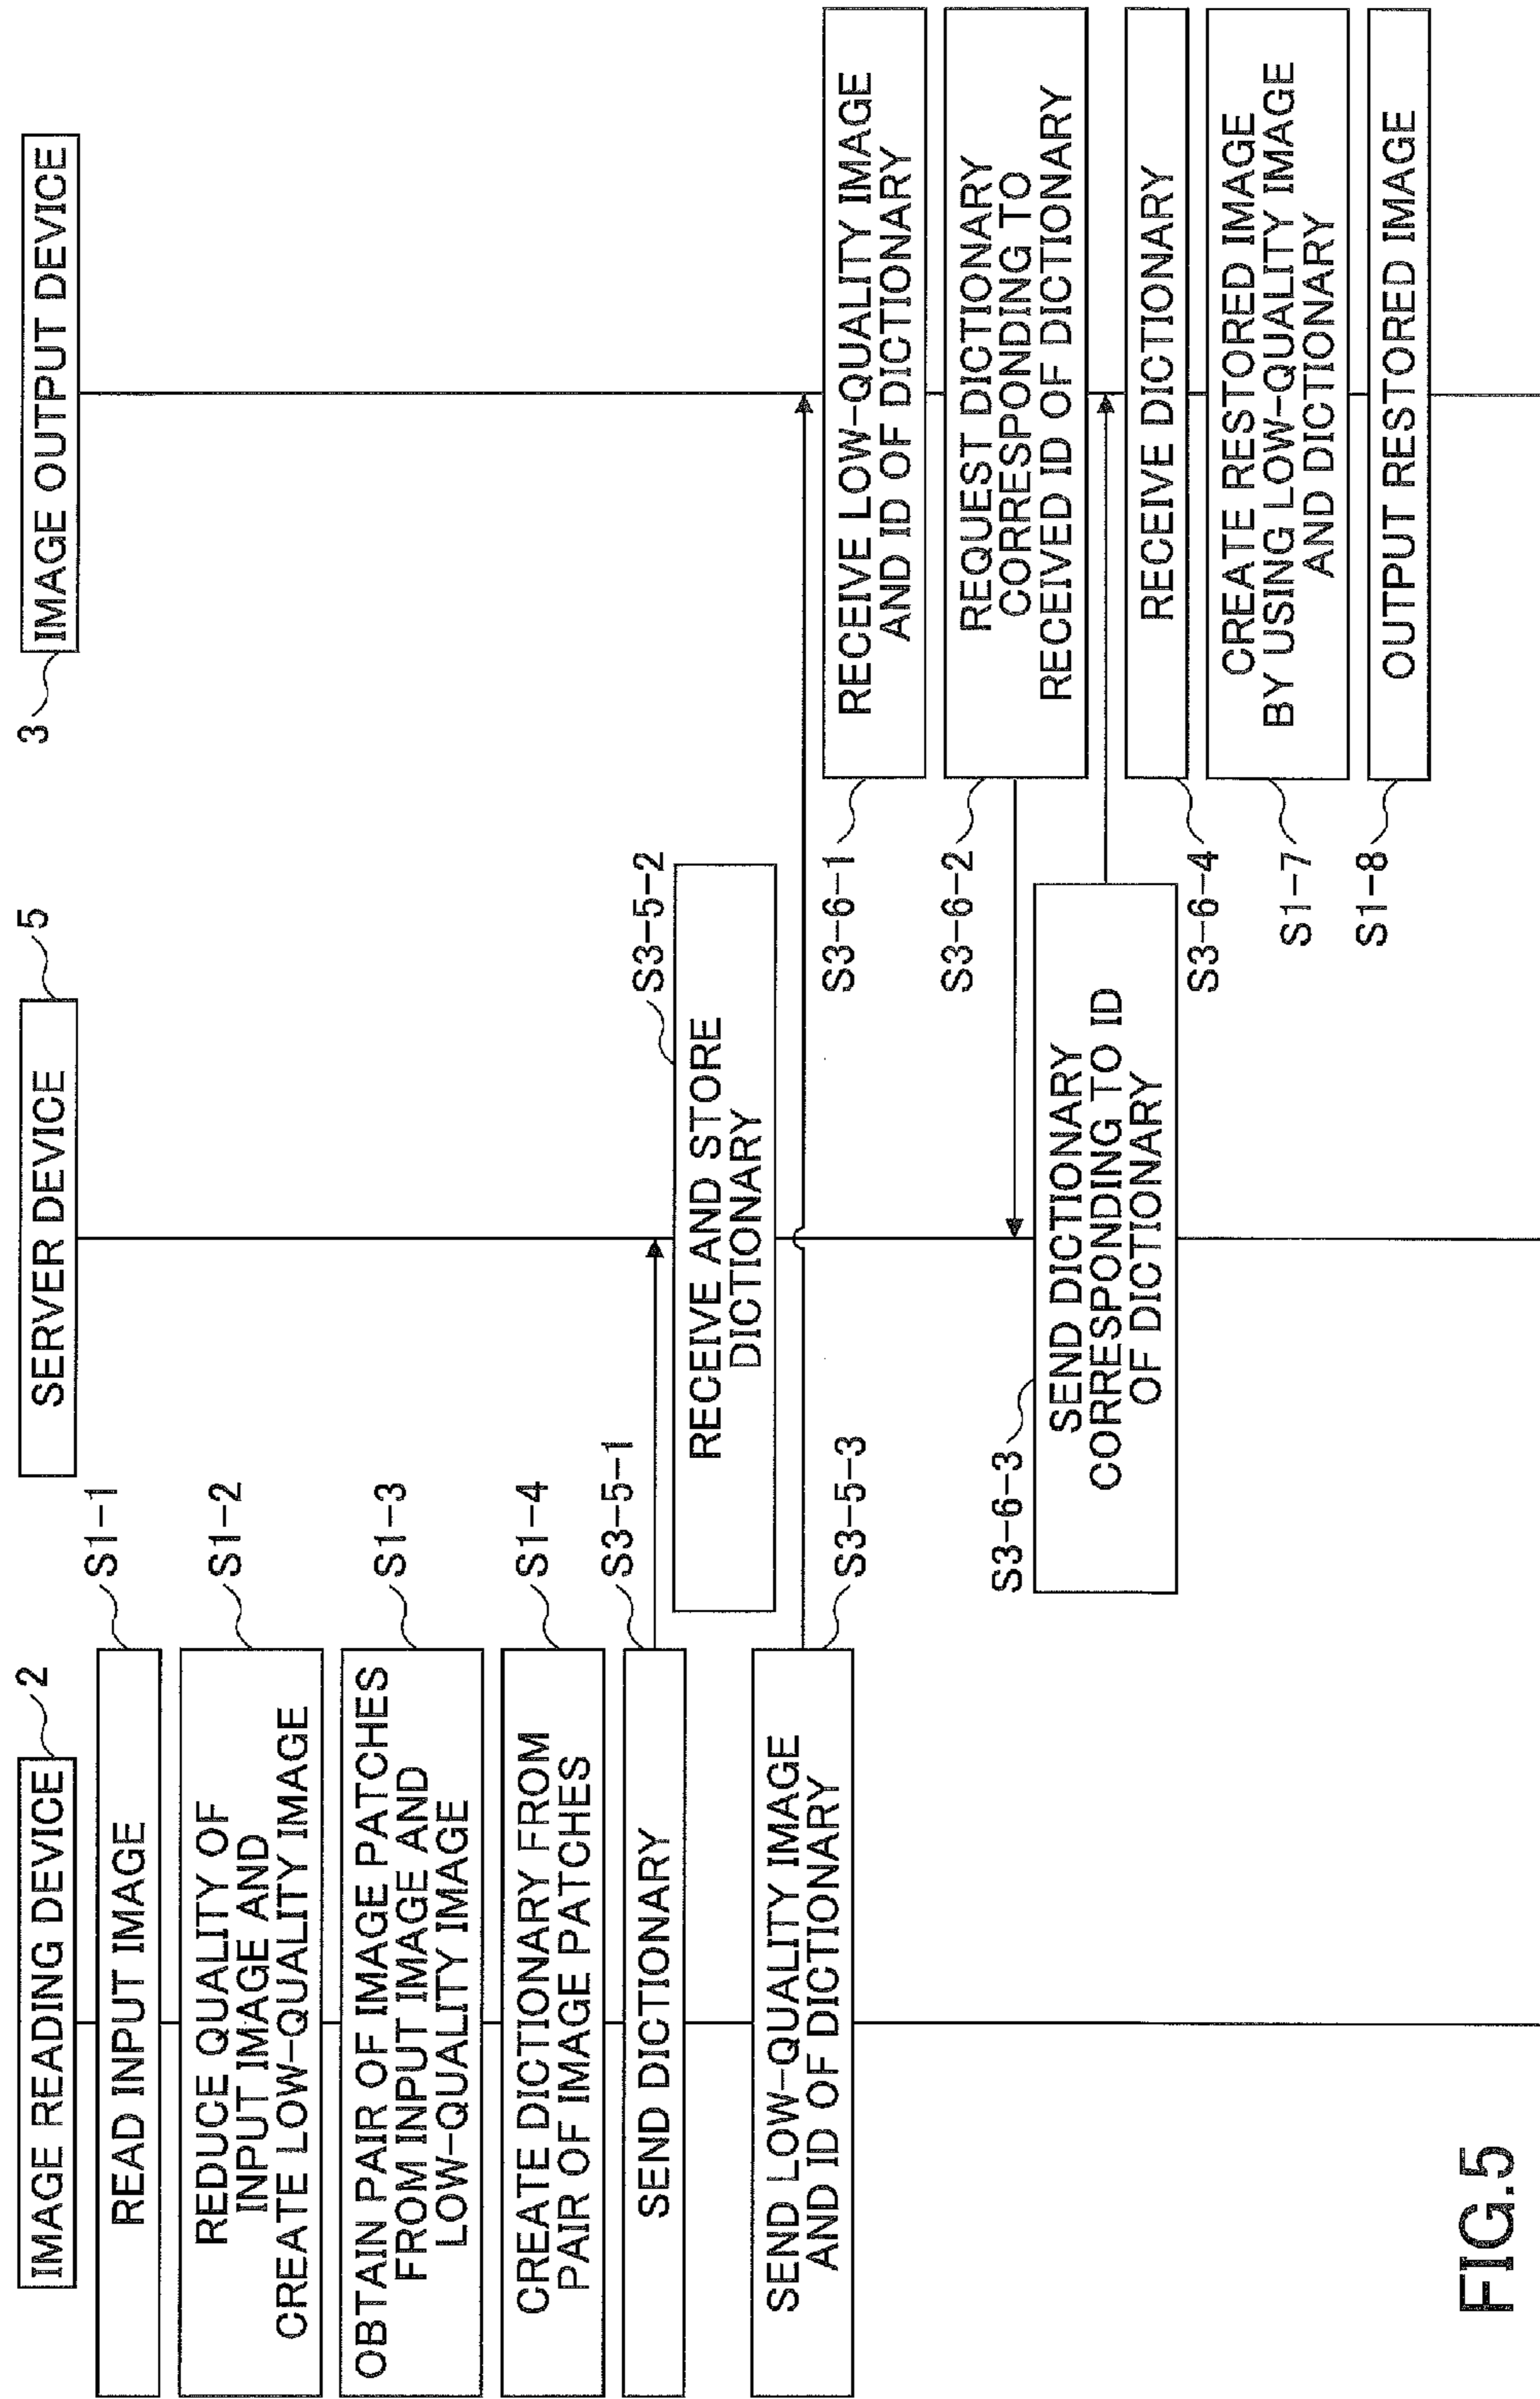 IMAGE READING DEVICE
2
READ INPUT IMAGE
S1-1
REDUCE QUALITY OF
INPUT IMAGE AND
CREATE LOW-QUALITY IMAGE
S1-2
OBTAIN PAIR OF IMAGE PATCHES
FROM INPUT IMAGE AND
LOW-QUALITY IMAGE
S1-3
CREATE DICTIONARY FROM
PAIR OF IMAGE PATCHES
S1-4
SEND DICTIONARY
S3-5-1
SEND LOW-QUALITY IMAGE
AND ID OF DICTIONARY
S3-5-3
SERVER DEVICE
5
RECEIVE AND STORE
DICTIONARY
S3-5-2
S3-6-3
SEND DICTIONARY
CORRESPONDING TO ID
OF DICTIONARY
3
IMAGE OUTPUT DEVICE
S3-6-1
RECEIVE LOW-QUALITY IMAGE
AND ID OF DICTIONARY
S3-6-2
REQUEST DICTIONARY
CORRESPONDING TO
RECEIVED ID OF DICTIONARY
S3-6-4
RECEIVE DICTIONARY
S1-7
CREATE RESTORED IMAGE
BY USING LOW-QUALITY IMAGE
AND DICTIONARY
S1-8
OUTPUT RESTORED IMAGE
FIG.5